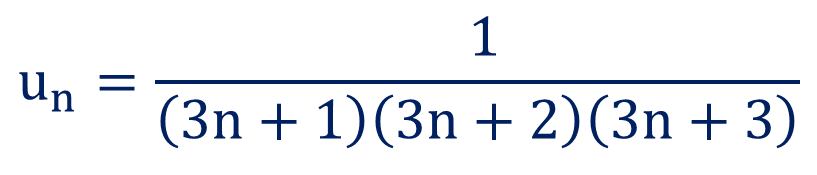 uₙ = 1 / (3n + 1)(3n + 2)(3n + 3)